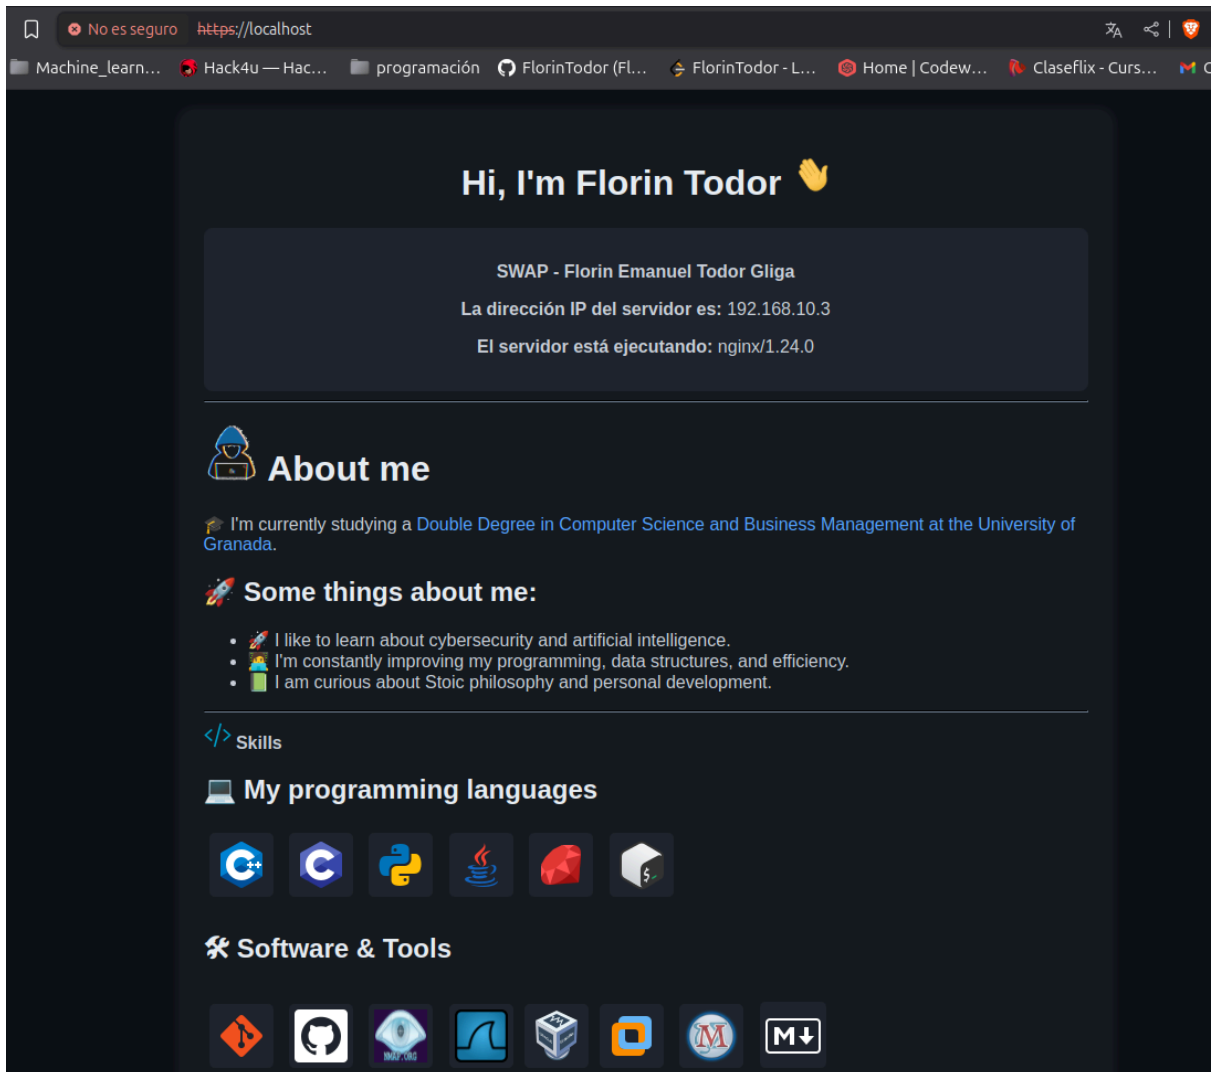 No es seguro https://localhost
Machine_learn... Hack4u — Hac... programación FlorinTodor (Fl... FlorinTodor - L... Home | Codew... Claseflix - Curs...
Hi, I'm Florin Todor
SWAP - Florin Emanuel Todor Gliga
La dirección IP del servidor es: 192.168.10.3
El servidor está ejecutando: nginx/1.24.0
About me
I'm currently studying a Double Degree in Computer Science and Business Management at the University of
Granada.
Some things about me:
I like to learn about cybersecurity and artificial intelligence.
I'm constantly improving my programming, data structures, and efficiency.
I am curious about Stoic philosophy and personal development.
</> Skills
My programming languages
C++ C $_
Software & Tools
NMAP.ORG M M